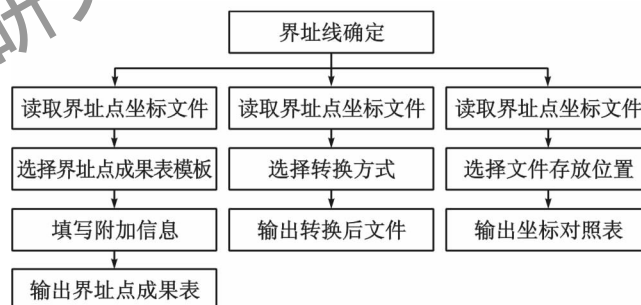 界址线确定
读取界址点坐标文件
读取界址点坐标文件
读取界址点坐标文件
选择界址点成果表模板
选择转换方式
选择文件存放位置
填写附加信息
输出转换后文件
输出坐标对照表
输出界址点成果表